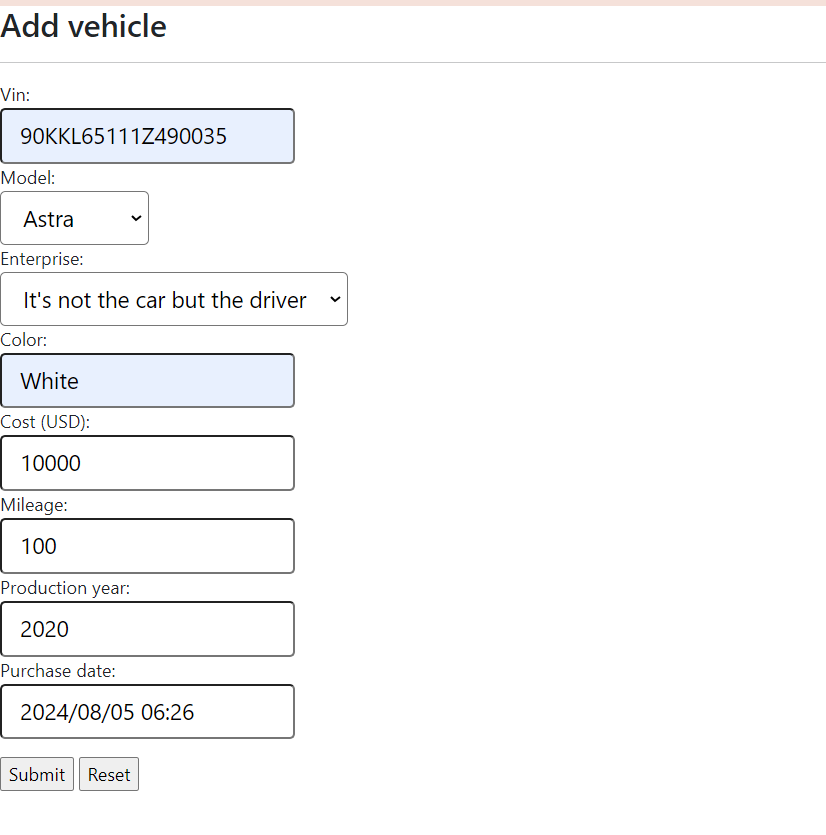 Add vehicle
Vin:
90KKL65111Z490035
Model:
Astra
Enterprise:
It's not the car but the driver
Color:
White
Cost (USD):
10000
Mileage:
100
Production year:
2020
Purchase date:
2024/08/05 06:26
Submit Reset